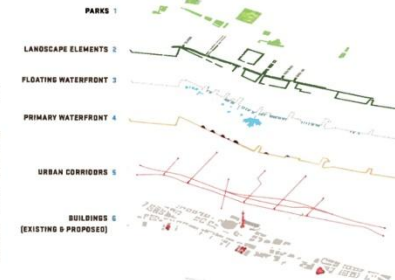 PARKS 1
LANDSCAPE ELEMENTS 2
FLOATING WATERFRONT 3
PRIMARY WATERFRONT 4
URBAN CORRIDORS 5
BUILDINGS 6
(EXISTING & PROPOSED)